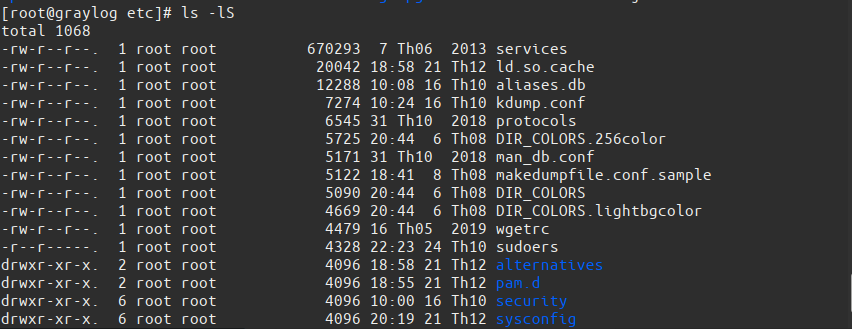 [root@graylog etc]# ls -lS
total 1068
-rw-r--r--. 1 root root 670293 7 Th06 2013 services
-rw-r--r--. 1 root root 20042 18:58 21 Th12 ld.so.cache
-rw-r--r--. 1 root root 12288 10:08 16 Th10 aliases.db
-rw-r--r--. 1 root root 7274 10:24 16 Th10 kdump.conf
-rw-r--r--. 1 root root 6545 31 Th10 2018 protocols
-rw-r--r--. 1 root root 5725 20:44 6 Th08 DIR_COLORS.256color
-rw-r--r--. 1 root root 5171 31 Th10 2018 man_db.conf
-rw-r--r--. 1 root root 5122 18:41 8 Th08 makedumpfile.conf.sample
-rw-r--r--. 1 root root 5090 20:44 6 Th08 DIR_COLORS
-rw-r--r--. 1 root root 4669 20:44 6 Th08 DIR_COLORS.lightbgcolor
-rw-r--r--. 1 root root 4479 16 Th05 2019 wgetrc
-r--r-----. 1 root root 4328 22:23 24 Th10 sudoers
drwxr-xr-x. 2 root root 4096 18:58 21 Th12 alternatives
drwxr-xr-x. 2 root root 4096 18:55 21 Th12 pam.d
drwxr-xr-x. 6 root root 4096 10:00 16 Th10 security
drwxr-xr-x. 6 root root 4096 20:19 21 Th12 sysconfig